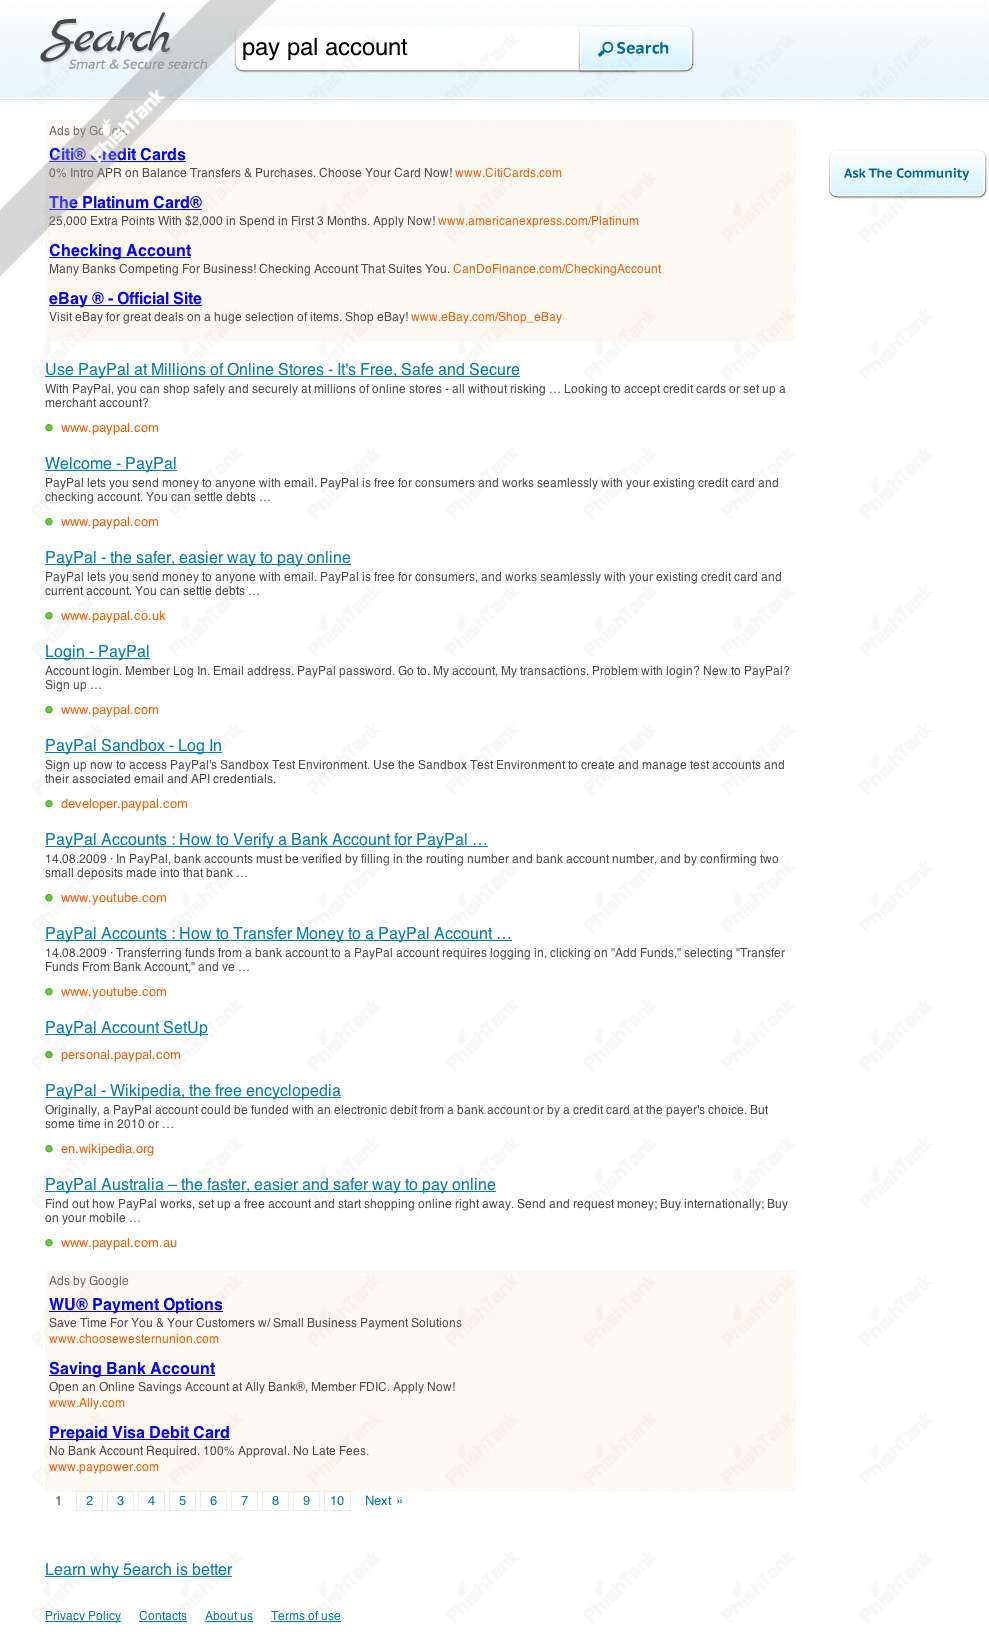 Search
Smart & Secure search
pay pal account
Search
PhishTank
Ask The Community
Ads by Google
Citi® Credit Cards
0% Intro APR on Balance Transfers & Purchases. Choose Your Card Now! www.CitiCards.com
The Platinum Card®
25,000 Extra Points With $2,000 in Spend in First 3 Months. Apply Now! www.americanexpress.com/Platinum
Checking Account
Many Banks Competing For Business! Checking Account That Suites You. CanDoFinance.com/CheckingAccount
eBay ® - Official Site
Visit eBay for great deals on a huge selection of items. Shop eBay! www.eBay.com/Shop_eBay
Use PayPal at Millions of Online Stores - It's Free, Safe and Secure
With PayPal, you can shop safely and securely at millions of online stores - all without risking … Looking to accept credit cards or set up a
merchant account?
www.paypal.com
Welcome - PayPal
PayPal lets you send money to anyone with email. PayPal is free for consumers and works seamlessly with your existing credit card and
checking account. You can settle debts …
www.paypal.com
PayPal - the safer, easier way to pay online
PayPal lets you send money to anyone with email. PayPal is free for consumers, and works seamlessly with your existing credit card and
current account. You can settle debts …
www.paypal.co.uk
Login - PayPal
Account login. Member Log In. Email address. PayPal password. Go to. My account, My transactions. Problem with login? New to PayPal?
Sign up …
www.paypal.com
PayPal Sandbox - Log In
Sign up now to access PayPal's Sandbox Test Environment. Use the Sandbox Test Environment to create and manage test accounts and
their associated email and API credentials.
developer.paypal.com
PayPal Accounts : How to Verify a Bank Account for PayPal …
14.08.2009 · In PayPal, bank accounts must be verified by filling in the routing number and bank account number, and by confirming two
small deposits made into that bank …
www.youtube.com
PayPal Accounts : How to Transfer Money to a PayPal Account …
14.08.2009 · Transferring funds from a bank account to a PayPal account requires logging in, clicking on "Add Funds," selecting "Transfer
Funds From Bank Account," and ve …
www.youtube.com
PayPal Account SetUp
personal.paypal.com
PayPal - Wikipedia, the free encyclopedia
Originally, a PayPal account could be funded with an electronic debit from a bank account or by a credit card at the payer's choice. But
some time in 2010 or …
en.wikipedia.org
PayPal Australia – the faster, easier and safer way to pay online
Find out how PayPal works, set up a free account and start shopping online right away. Send and request money; Buy internationally; Buy
on your mobile …
www.paypal.com.au
Ads by Google
WU® Payment Options
Save Time For You & Your Customers w/ Small Business Payment Solutions
www.choosewesternunion.com
Saving Bank Account
Open an Online Savings Account at Ally Bank®, Member FDIC. Apply Now!
www.Ally.com
Prepaid Visa Debit Card
No Bank Account Required. 100% Approval. No Late Fees.
www.paypower.com
1 2 3 4 5 6 7 8 9 10 Next »
Learn why 5earch is better
Privacy Policy Contacts About us Terms of use